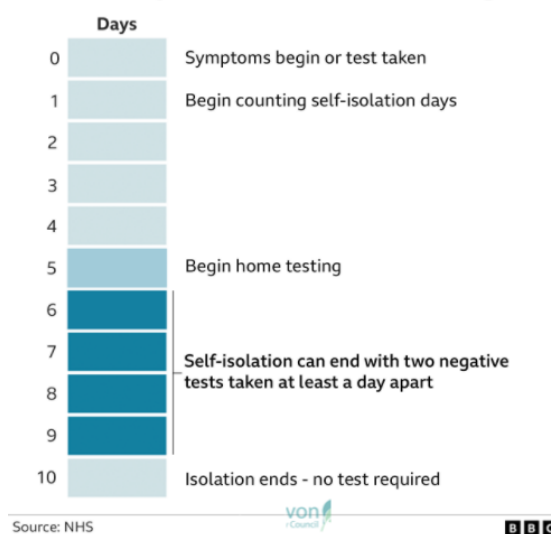 Days
0 Symptoms begin or test taken
1 Begin counting self-isolation days
2
3
4
5 Begin home testing
6
7
Self-isolation can end with two negative
tests taken at least a day apart
8
9
10 Isolation ends - no test required
von
Council
Source: NHS
BBC